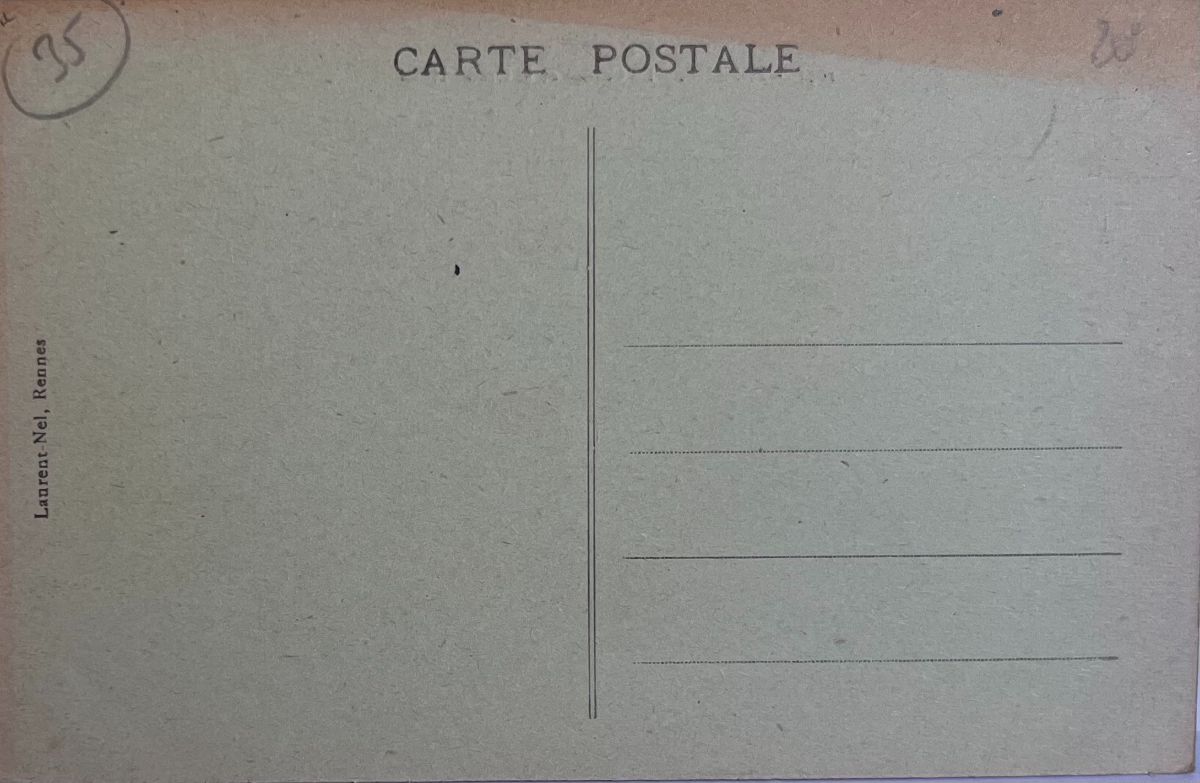 35
CARTE POSTALE
Laurent-Nel, Rennes